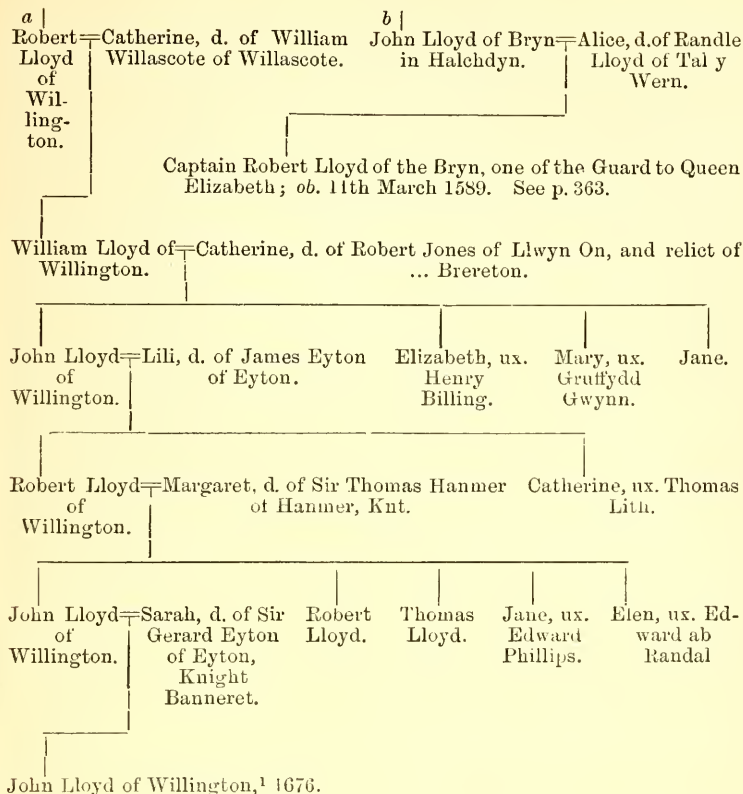 a | b |
Robert=Catherine, d. of William John Lloyd of Bryn=Alice, d. of Randle
Lloyd Willascote of Willascote. in Halchdyn. Lloyd of Tal y
of Wern.
Wil-
ling-
ton.
Captain Robert Lloyd of the Bryn, one of the Guard to Queen
Elizabeth; ob. 11th March 1589. See p. 363.
William Lloyd of=Catherine, d. of Robert Jones of Llwyn On, and relict of
Willington. ... Brereton.
John Lloyd=Lili, d. of James Eyton Elizabeth, ux. Mary, ux. Jane.
of of Eyton. Henry Gruffydd
Willington. Billing. Gwynn.
Robert Lloyd=Margaret, d. of Sir Thomas Hanmer Catherine, ux. Thomas
of of Hanmer, Knt. Lith.
Willington.
John Lloyd=Sarah, d. of Sir Robert Thomas Jane, ux. Elen, ux. Ed-
of Gerard Eyton Lloyd. Lloyd. Edward ward ab
Willington. of Eyton, Phillips. Randal
Knight
Banneret.
John Lloyd of Willington,¹ 1676.